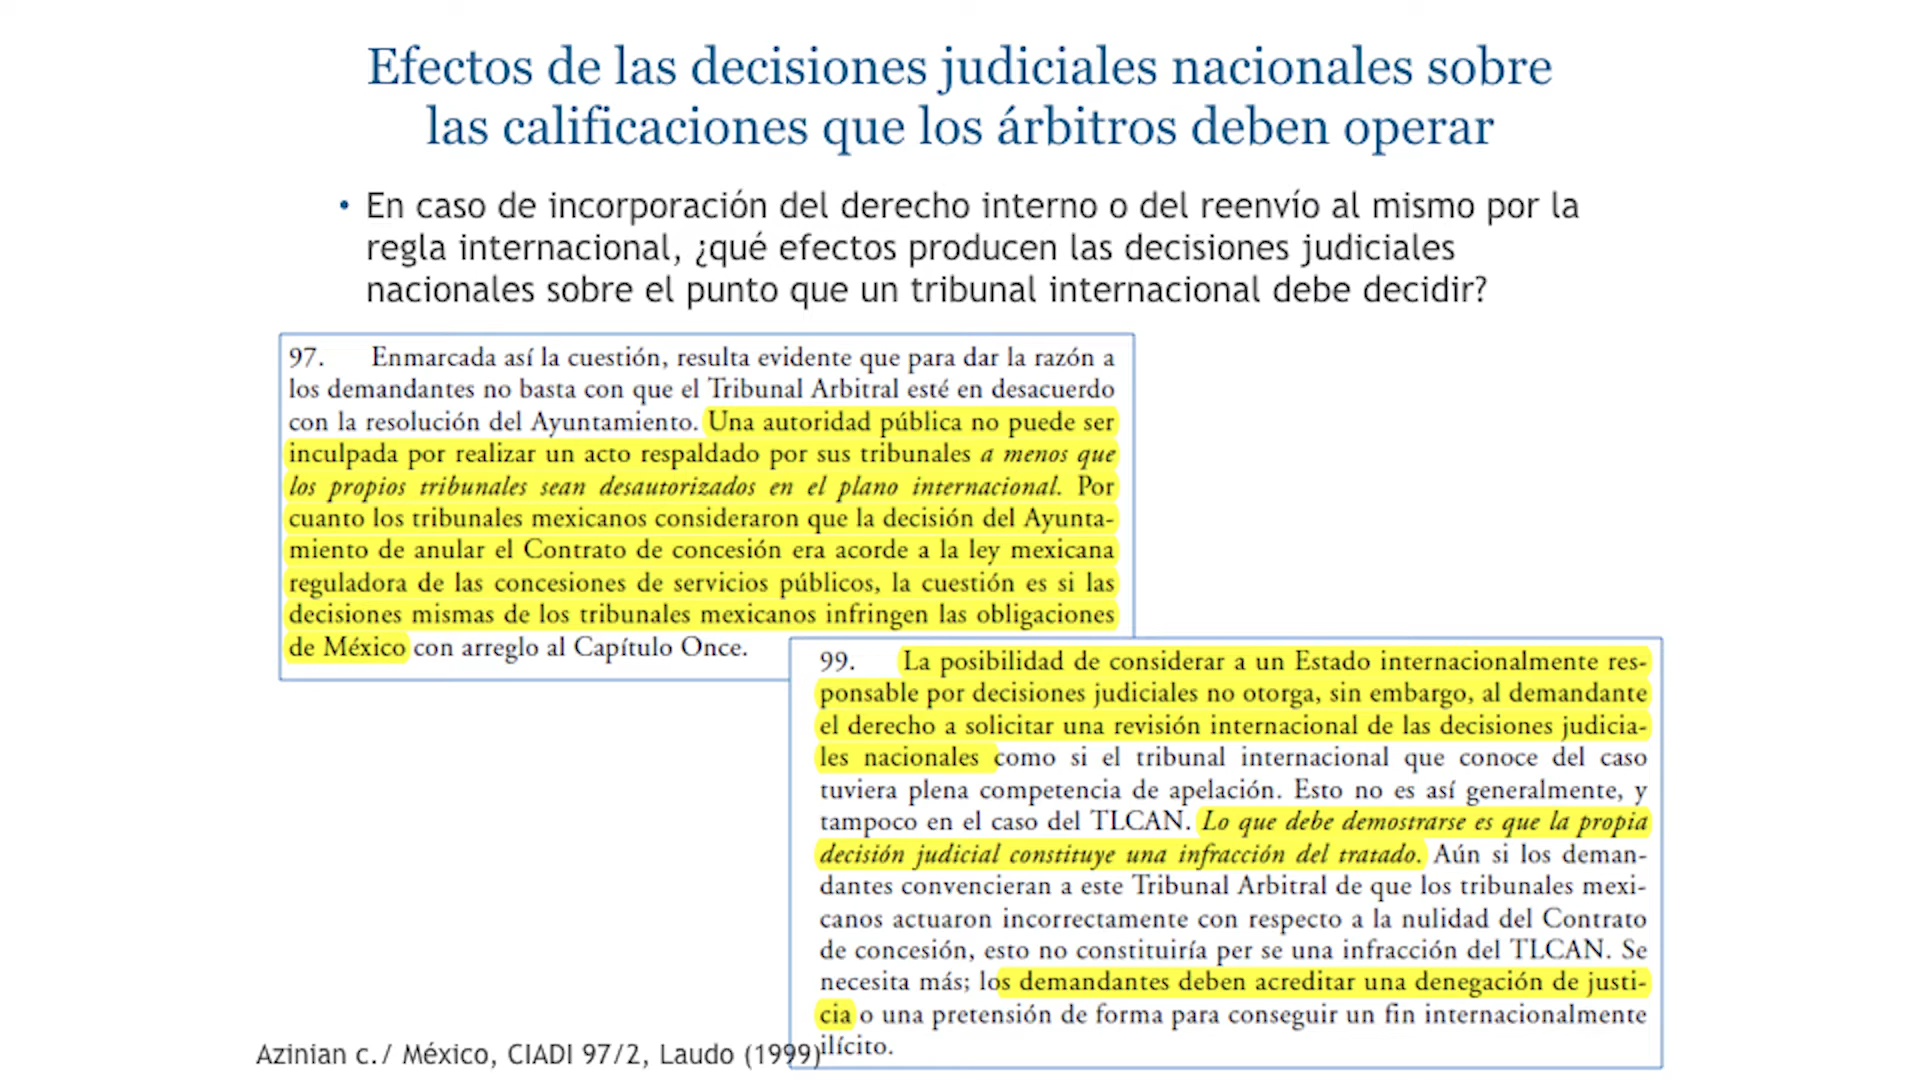 Efectos de las decisiones judiciales nacionales sobre
las calificaciones que los árbitros deben operar
• En caso de incorporación del derecho interno o del reenvío al mismo por la
regla internacional, ¿qué efectos producen las decisiones judiciales
nacionales sobre el punto que un tribunal internacional debe decidir?
97. Enmarcada así la cuestión, resulta evidente que para dar la razón a
los demandantes no basta con que el Tribunal Arbitral esté en desacuerdo
con la resolución del Ayuntamiento. Una autoridad pública no puede ser
inculpada por realizar un acto respaldado por sus tribunales a menos que
los propios tribunales sean desautorizados en el plano internacional. Por
cuanto los tribunales mexicanos consideraron que la decisión del Ayunta-
miento de anular el Contrato de concesión era acorde a la ley mexicana
reguladora de las concesiones de servicios públicos, la cuestión es si las
decisiones mismas de los tribunales mexicanos infringen las obligaciones
de México con arreglo al Capítulo Once.
99. La posibilidad de considerar a un Estado internacionalmente res-
ponsable por decisiones judiciales no otorga, sin embargo, al demandante
el derecho a solicitar una revisión internacional de las decisiones judicia-
les nacionales como si el tribunal internacional que conoce del caso
tuviera plena competencia de apelación. Esto no es así generalmente, y
tampoco en el caso del TLCAN. Lo que debe demostrarse es que la propia
decisión judicial constituye una infracción del tratado. Aún si los deman-
dantes convencieran a este Tribunal Arbitral de que los tribunales mexi-
canos actuaron incorrectamente con respecto a la nulidad del Contrato
de concesión, esto no constituiría per se una infracción del TLCAN. Se
necesita más; los demandantes deben acreditar una denegación de justi-
cia o una pretensión de forma para conseguir un fin internacionalmente
ilícito.
Azinian c./ México, CIADI 97/2, Laudo (1999)